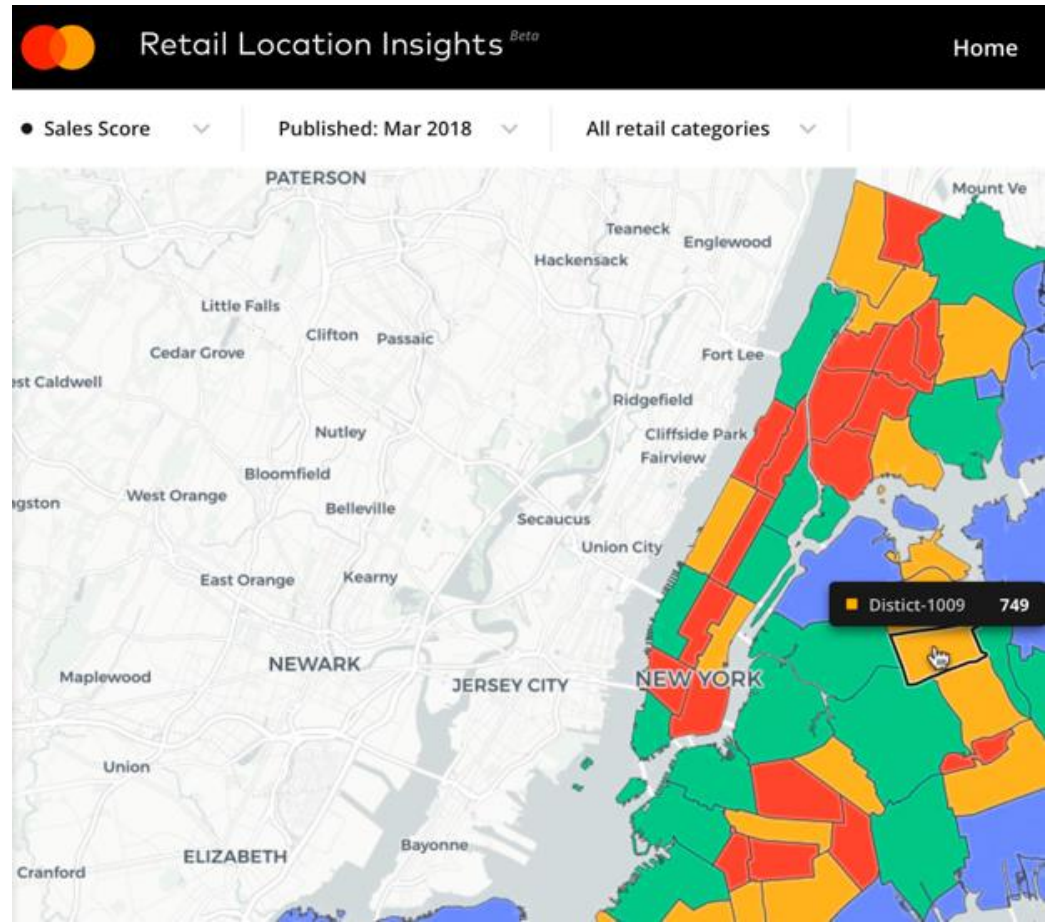 Retail Location Insights Beta
Home
Sales Score
Published: Mar 2018
All retail categories
PATERSON
Mount Ve
Teaneck
Englewood
Hackensack
Little Falls
Clifton
Passaic
Cedar Grove
Fort Lee
est Caldwell
Ridgefield
Nutley
Cliffside Park
Fairview
Bloomfield
West Orange
ngston
Belleville
Secaucus
Union City
East Orange
Kearny
Distict-1009 749
NEWARK
Maplewood
JERSEY CITY
NEW YORK
Union
Bayonne
ELIZABETH
Cranford